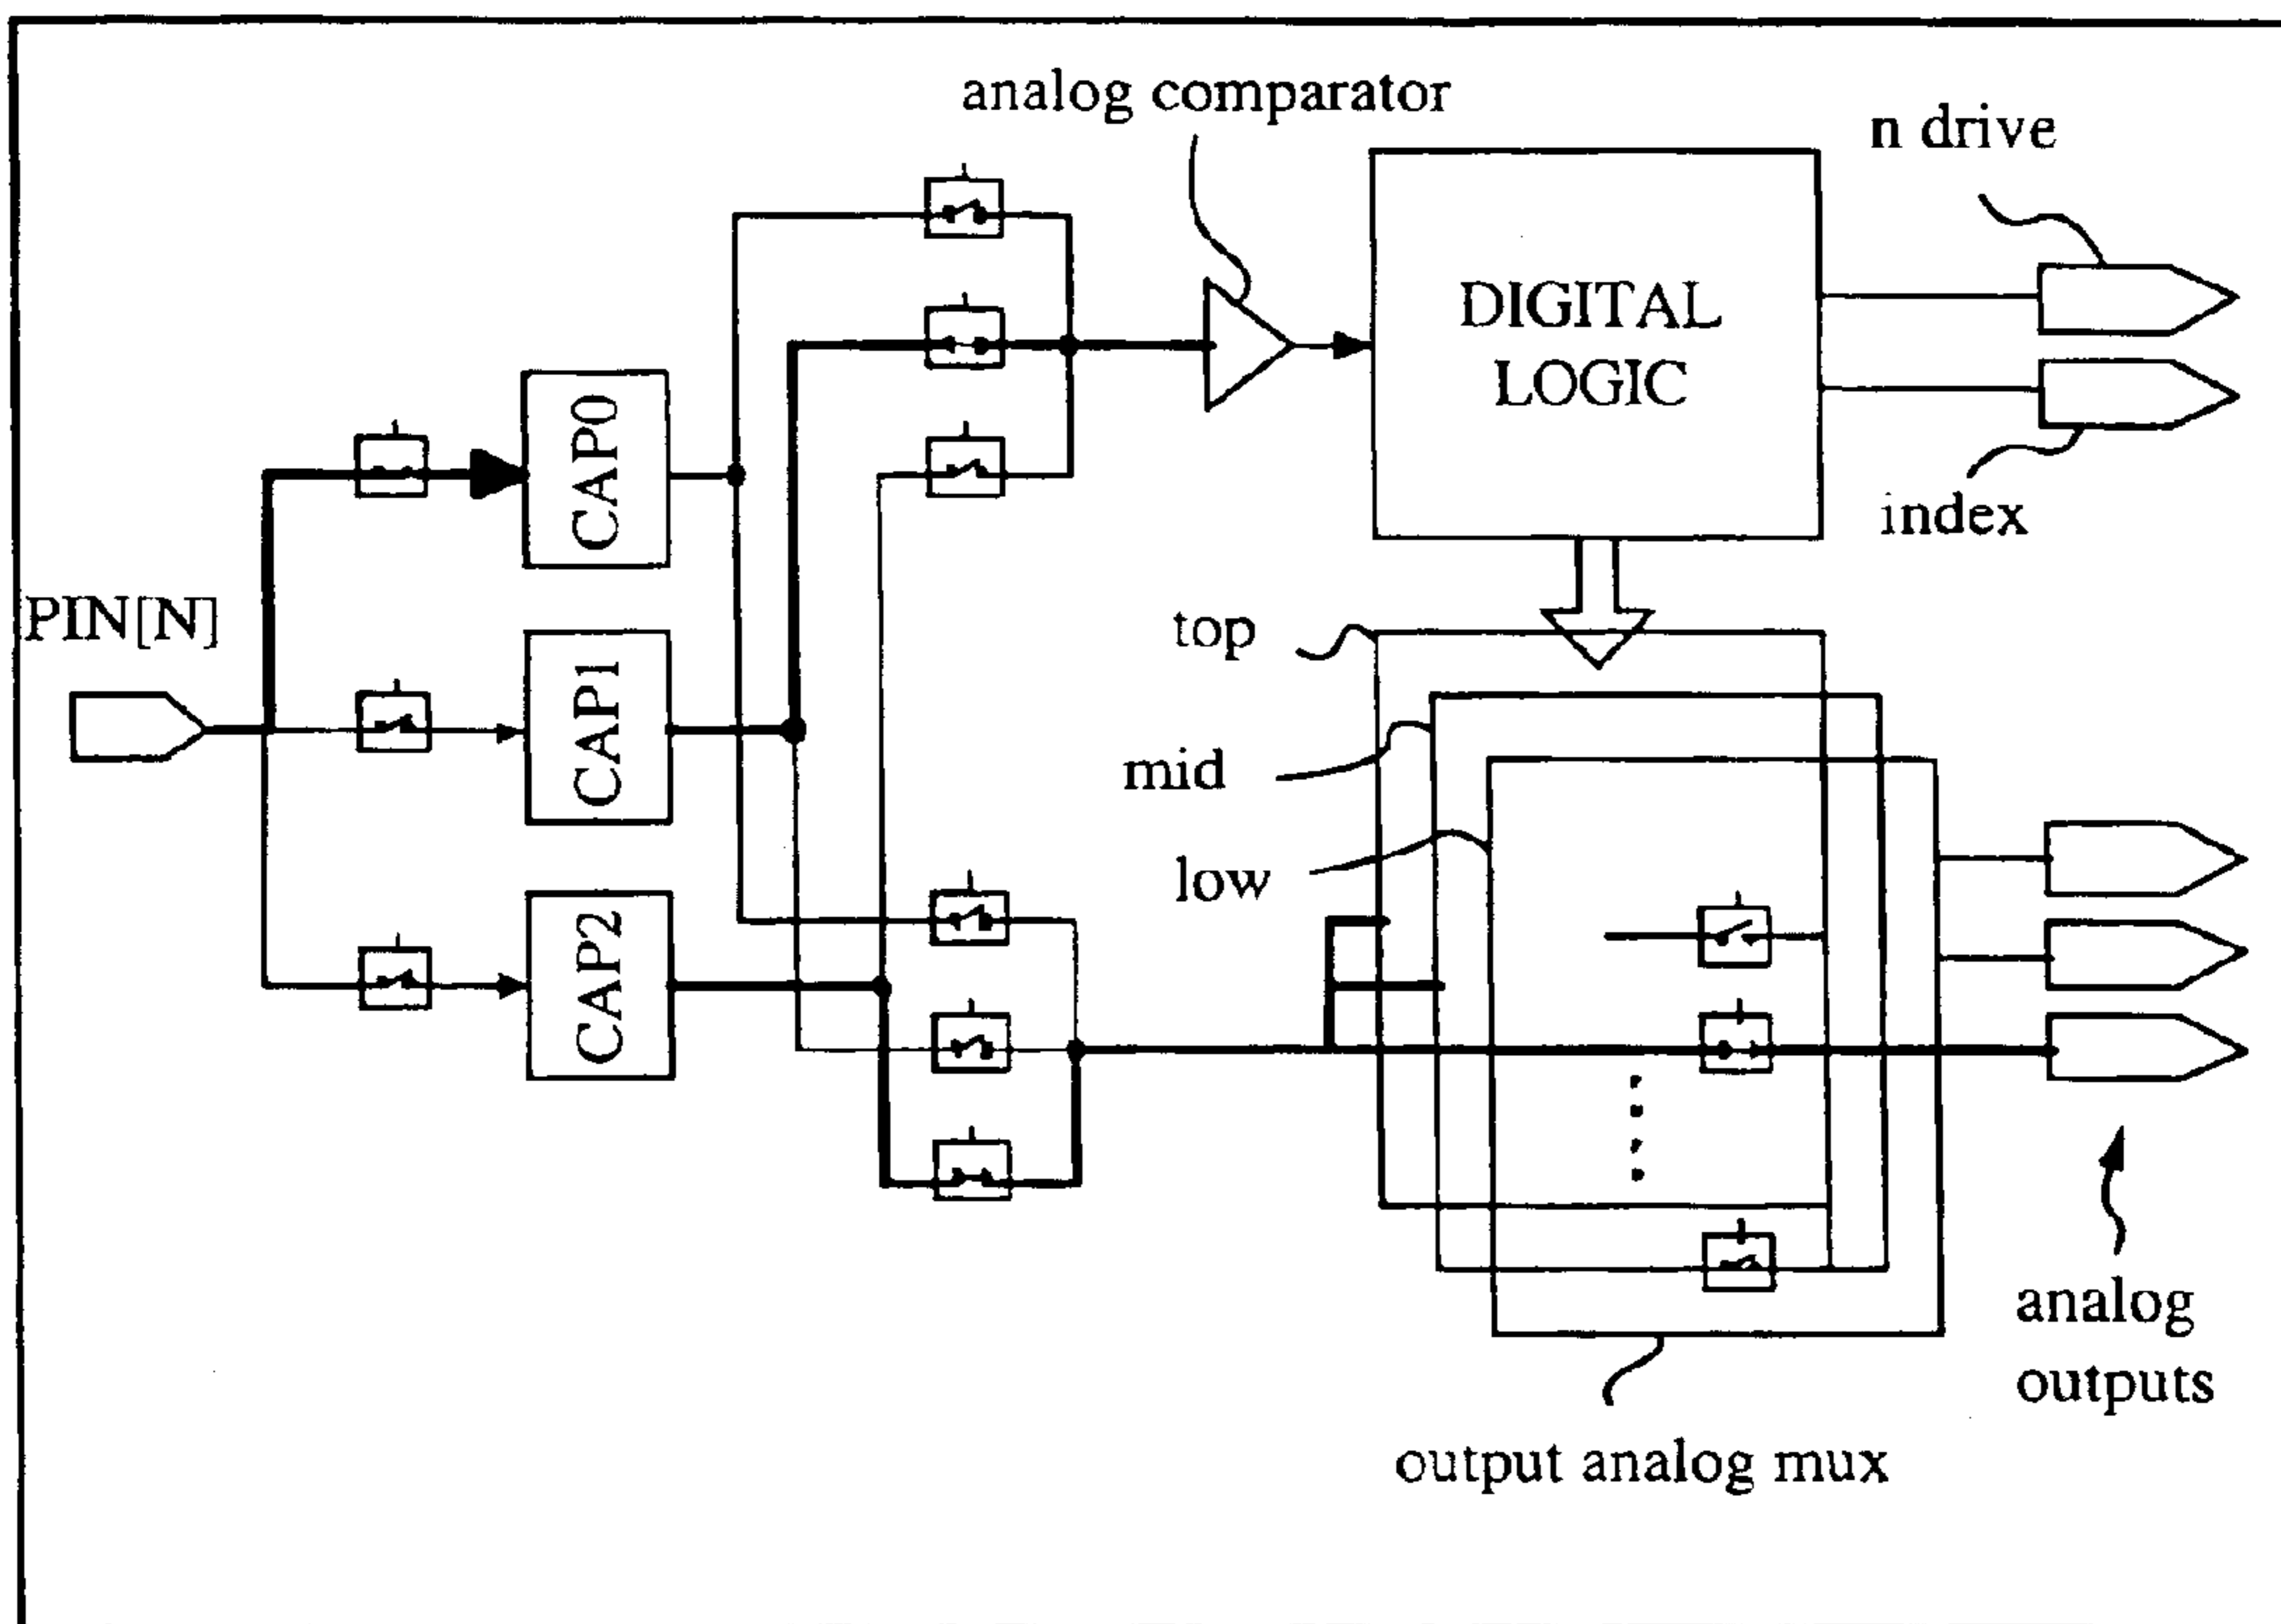 analog comparator
n drive
DIGITAL
LOGIC
index
CAP0
PIN[N]
CAP1
CAP2
top
mid
low
analog
outputs
output analog mux